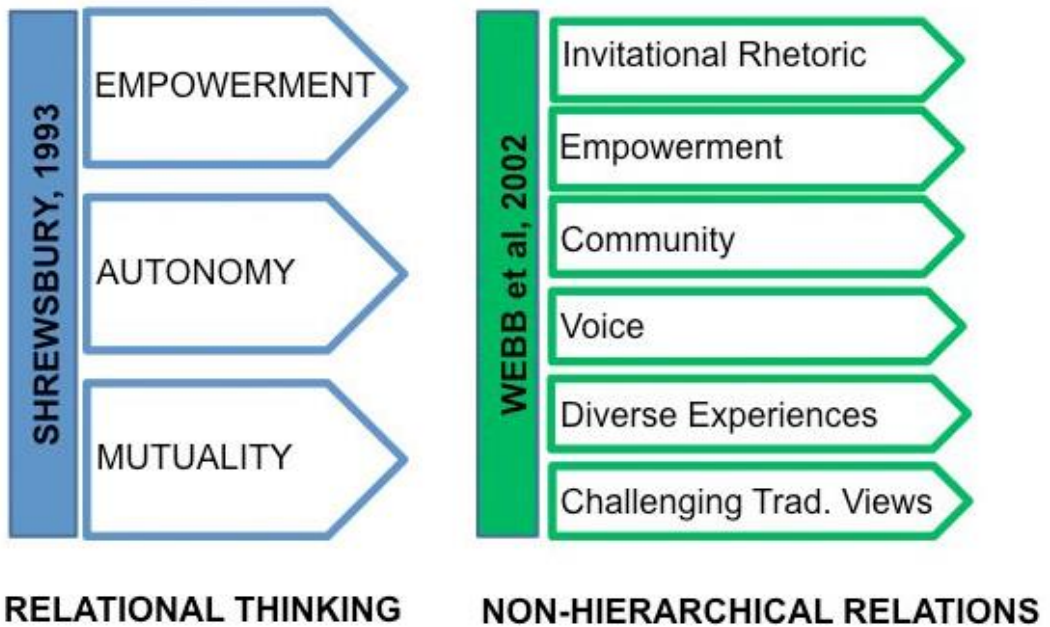 SHREWSBURY, 1993
EMPOWERMENT
AUTONOMY
MUTUALITY
RELATIONAL THINKING
WEBB et al, 2002
Invitational Rhetoric
Empowerment
Community
Voice
Diverse Experiences
Challenging Trad. Views
NON-HIERARCHICAL RELATIONS